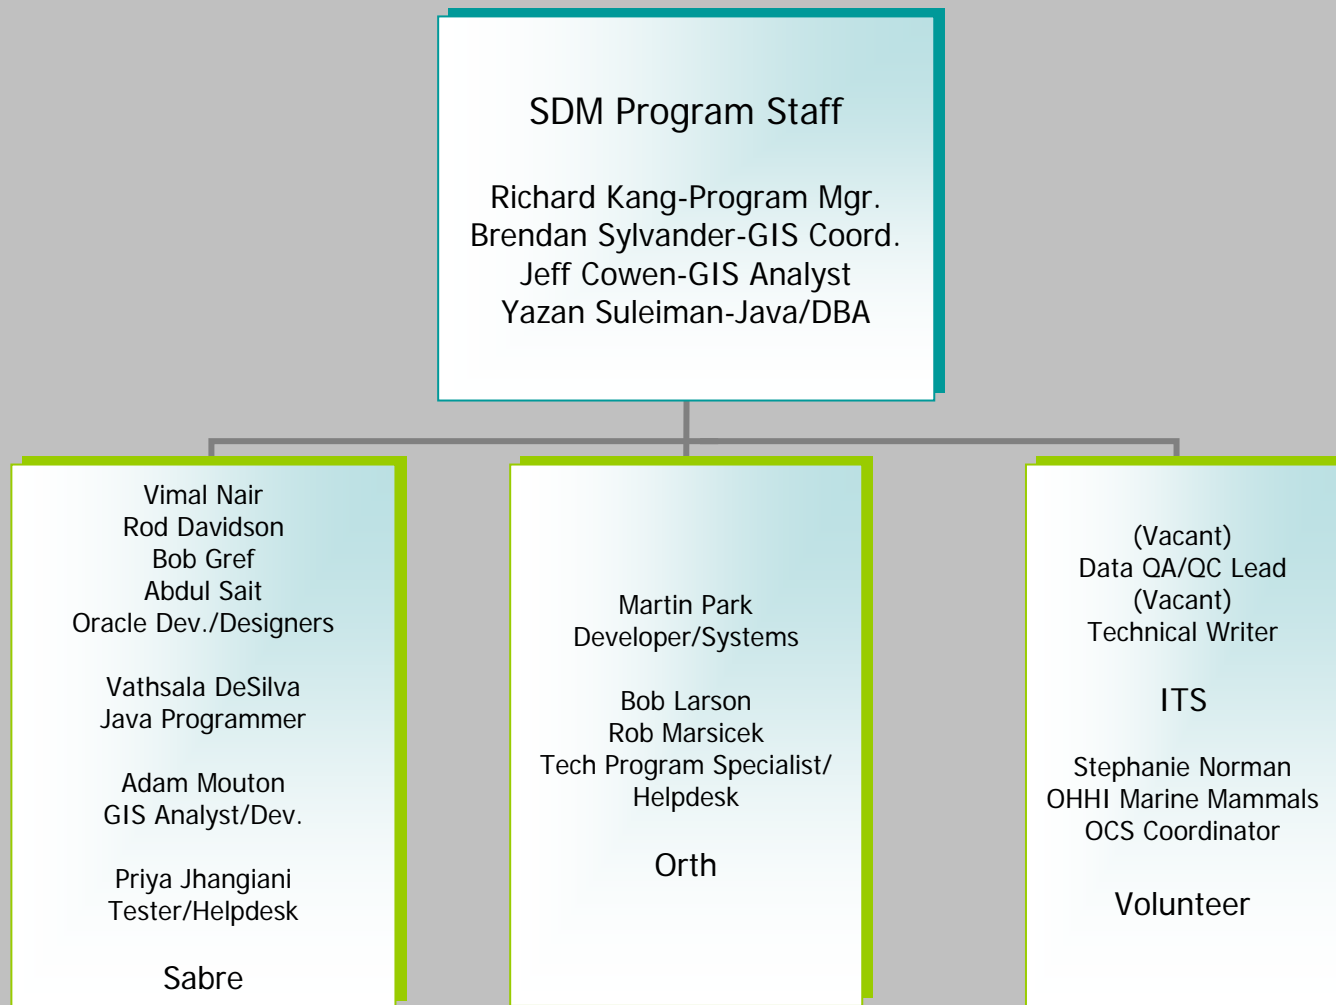 SDM Program Staff
Richard Kang-Program Mgr.
Brendan Sylvander-GIS Coord.
Jeff Cowen-GIS Analyst
Yazan Suleiman-Java/DBA
Vimal Nair
Rod Davidson
Bob Gref
Abdul Sait
Oracle Dev./Designers
Vathsala DeSilva
Java Programmer
Adam Mouton
GIS Analyst/Dev.
Priya Jhangiani
Tester/Helpdesk
Sabre
Martin Park
Developer/Systems
Bob Larson
Rob Marsicek
Tech Program Specialist/
Helpdesk
Orth
(Vacant)
Data QA/QC Lead
(Vacant)
Technical Writer
ITS
Stephanie Norman
OHHI Marine Mammals
OCS Coordinator
Volunteer